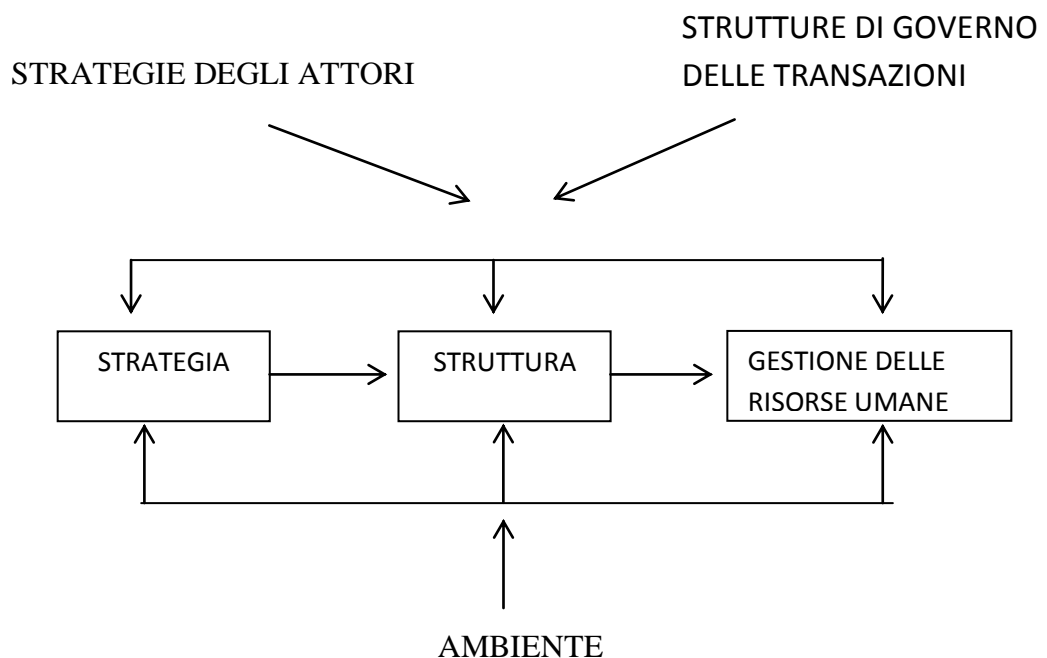 STRUTTURE DI GOVERNO
DELLE TRANSAZIONI
STRATEGIE DEGLI ATTORI
STRATEGIA
STRUTTURA
GESTIONE DELLE
RISORSE UMANE
AMBIENTE